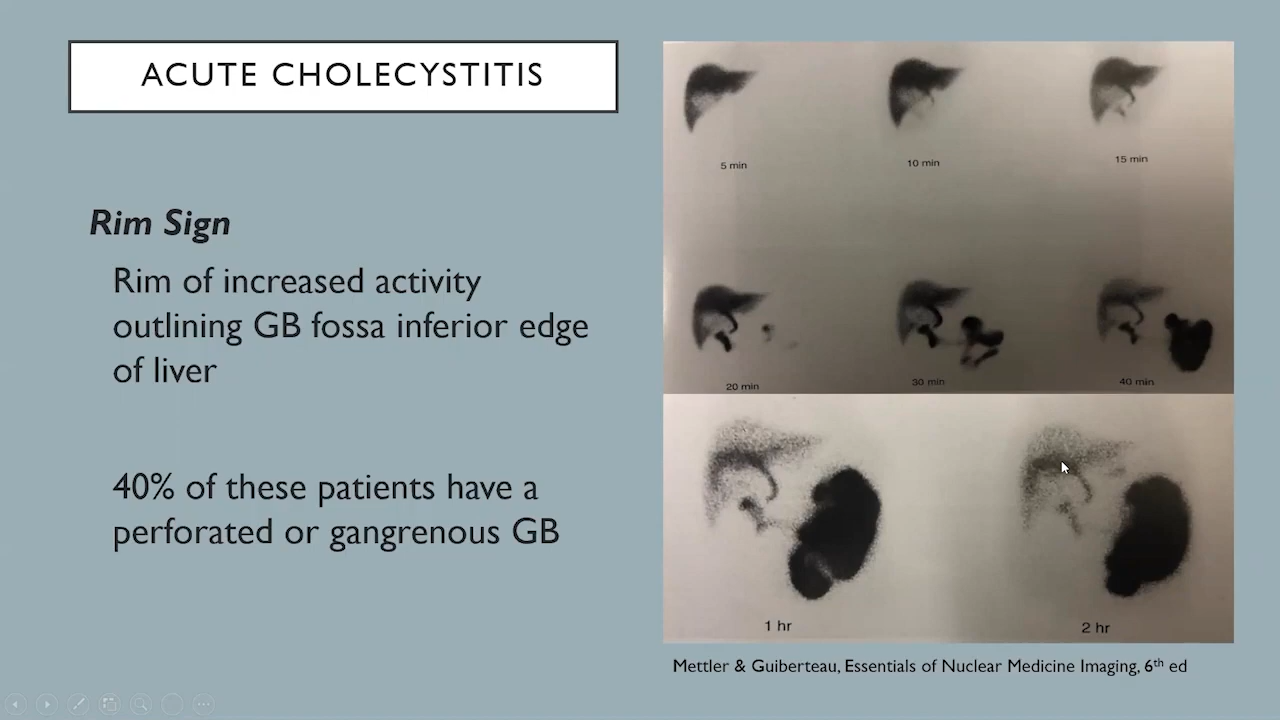 ACUTE CHOLECYSTITIS
Rim Sign
Rim of increased activity
outlining GB fossa inferior edge
of liver
40% of these patients have a
perforated or gangrenous GB
5 min
10 min
15 min
20 min
30 min
40 min
1 hr
2 hr
Mettler & Guiberteau, Essentials of Nuclear Medicine Imaging, 6th ed